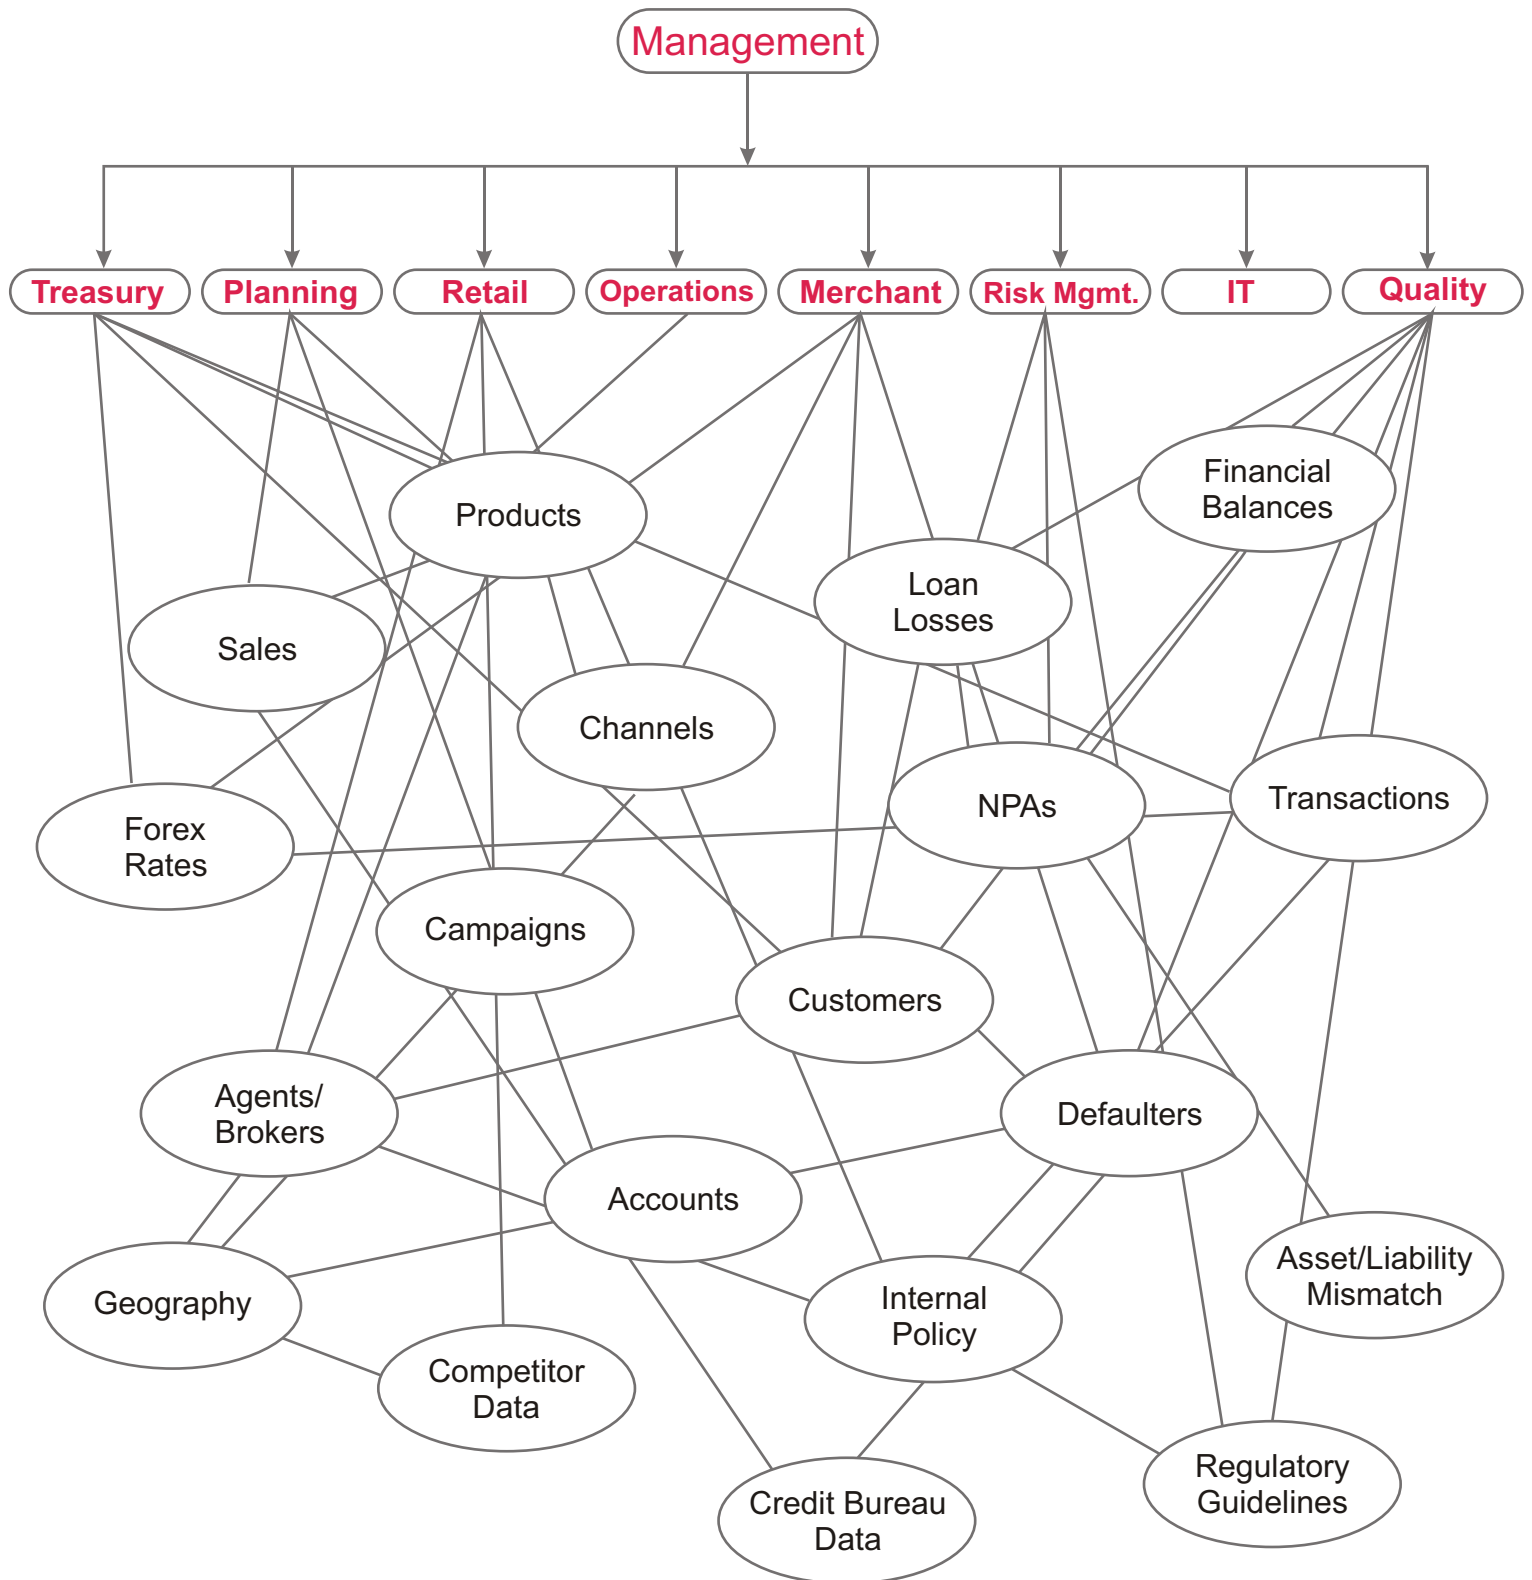 Management
Treasury
Planning
Retail
Operations
Merchant
Risk Mgmt.
IT
Quality
Financial
Balances
Products
Loan
Losses
Sales
Channels
NPAs
Transactions
Forex
Rates
Campaigns
Customers
Agents/
Brokers
Defaulters
Accounts
Asset/Liability
Mismatch
Geography
Internal
Policy
Competitor
Data
Regulatory
Guidelines
Credit Bureau
Data